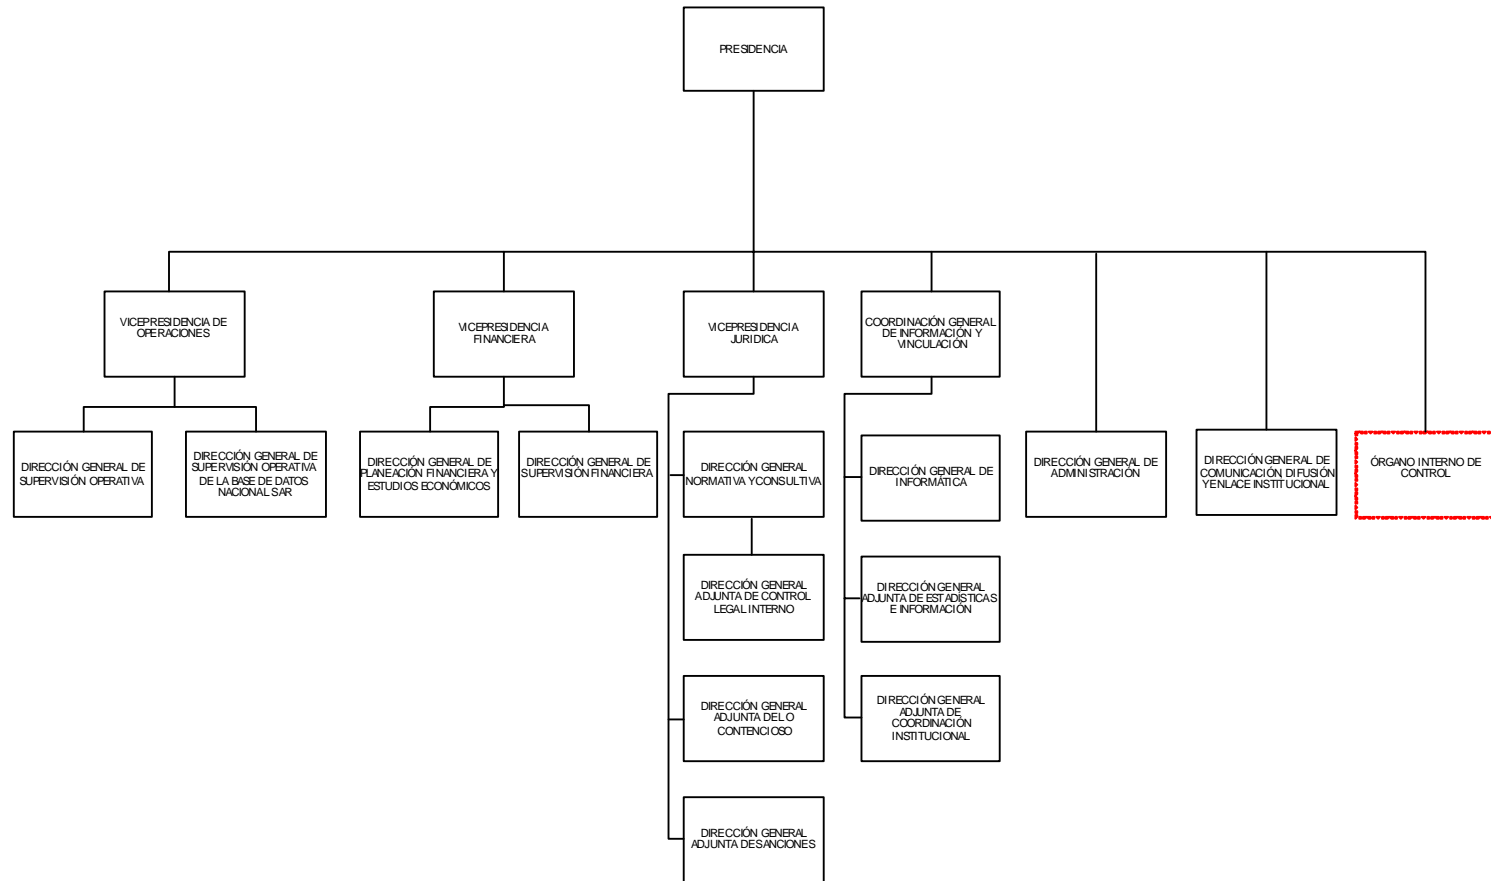 PRESIDENCIA
VICEPRESIDENCIA DE
OPERACIONES
VICEPRESIDENCIA
FINANCIERA
VICEPRESIDENCIA
JURIDICA
COORDINACIÓN GENERAL
DE INFORMACIÓN Y
VINCULACIÓN
DIRECCIÓN GENERAL DE
SUPERVISIÓN OPERATIVA
DIRECCIÓN GENERAL DE
SUPERVISIÓN OPERATIVA
DE LA BASE DE DATOS
NACIONAL SAR
DIRECCIÓN GENERAL DE
PLANEACIÓN FINANCIERA Y
ESTUDIOS ECONÓMICOS
DIRECCIÓN GENERAL DE
SUPERVISIÓN FINANCIERA
DIRECCIÓN GENERAL
NORMATIVA Y CONSULTIVA
DIRECCIÓN GENERAL DE
INFORMÁTICA
DIRECCIÓN GENERAL DE
ADMINISTRACIÓN
DIRECCIÓN GENERAL DE
COMUNICACIÓN, DIFUSIÓN
Y ENLACE INSTITUCIONAL
ÓRGANO INTERNO DE
CONTROL
DIRECCIÓN GENERAL
ADJUNTA DE CONTROL
LEGAL INTERNO
DIRECCIÓN GENERAL
ADJUNTA DE ESTADÍSTICAS
E INFORMACIÓN
DIRECCIÓN GENERAL
ADJUNTA DE LO
CONTENCIOSO
DIRECCIÓN GENERAL
ADJUNTA DE
COORDINACIÓN
INSTITUCIONAL
DIRECCIÓN GENERAL
ADJUNTA DE SANCIONES